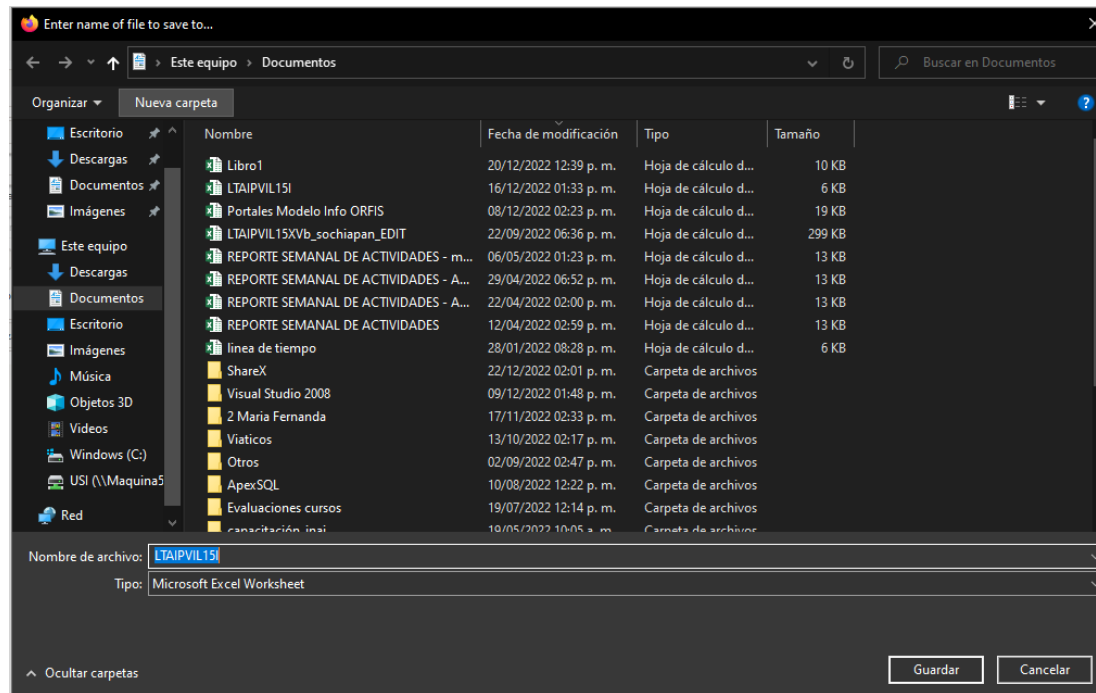 Enter name of file to save to...
Este equipo > Documentos
Buscar en Documentos
Organizar
Nueva carpeta
Escritorio
Descargas
Documentos
Imágenes
Este equipo
Descargas
Documentos
Escritorio
Imágenes
Música
Objetos 3D
Videos
Windows (C:)
USI (\\Maquina5
Red
Nombre Fecha de modificación Tipo Tamaño
Libro1 20/12/2022 12:39 p. m. Hoja de cálculo d... 10 KB
LTAIPVIL15I 16/12/2022 01:33 p. m. Hoja de cálculo d... 6 KB
Portales Modelo Info ORFIS 08/12/2022 02:23 p. m. Hoja de cálculo d... 19 KB
LTAIPVIL15XVb_sochiapan_EDIT 22/09/2022 06:36 p. m. Hoja de cálculo d... 299 KB
REPORTE SEMANAL DE ACTIVIDADES - m... 06/05/2022 01:23 p. m. Hoja de cálculo d... 13 KB
REPORTE SEMANAL DE ACTIVIDADES - A... 29/04/2022 06:52 p. m. Hoja de cálculo d... 13 KB
REPORTE SEMANAL DE ACTIVIDADES - A... 22/04/2022 02:00 p. m. Hoja de cálculo d... 13 KB
REPORTE SEMANAL DE ACTIVIDADES 12/04/2022 02:59 p. m. Hoja de cálculo d... 13 KB
linea de tiempo 28/01/2022 08:28 p. m. Hoja de cálculo d... 6 KB
ShareX 22/12/2022 02:01 p. m. Carpeta de archivos
Visual Studio 2008 09/12/2022 01:48 p. m. Carpeta de archivos
2 Maria Fernanda 17/11/2022 02:33 p. m. Carpeta de archivos
Viaticos 13/10/2022 02:17 p. m. Carpeta de archivos
Otros 02/09/2022 02:47 p. m. Carpeta de archivos
ApexSQL 10/08/2022 12:22 p. m. Carpeta de archivos
Evaluaciones cursos 19/07/2022 12:14 p. m. Carpeta de archivos
capacitación inai 19/05/2022 10:05 a. m. Carpeta de archivos
Nombre de archivo: LTAIPVIL15I
Tipo: Microsoft Excel Worksheet
Ocultar carpetas
Guardar
Cancelar